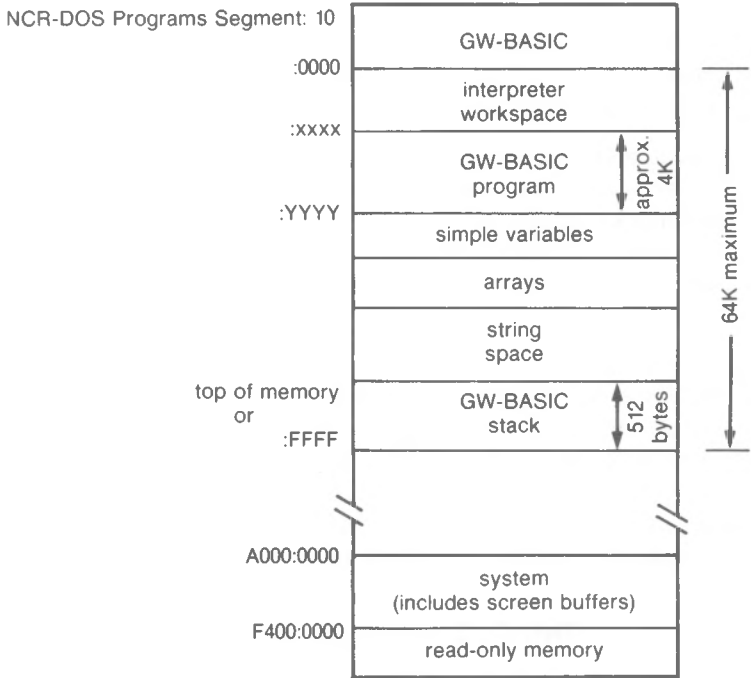 NCR-DOS Programs Segment: 10
GW-BASIC
:0000
interpreter
workspace
:xxxx
GW-BASIC
program
approx.
4K
:YYYY
simple variables
arrays
64K maximum
string
space
top of memory
or
:FFFF
GW-BASIC
stack
512
bytes
A000:0000
system
(includes screen buffers)
F400:0000
read-only memory